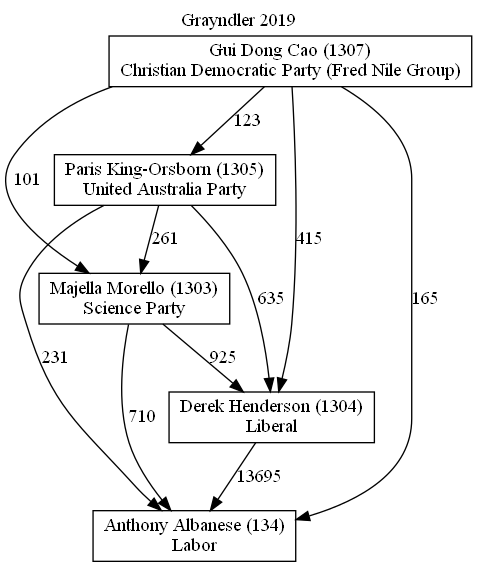 Grayndler 2019
Gui Dong Cao (1307)
Christian Democratic Party (Fred Nile Group)
123
Paris King-Orsborn (1305)
United Australia Party
101
261
415
Majella Morello (1303)
Science Party
635
165
231
925
Derek Henderson (1304)
Liberal
710
13695
Anthony Albanese (134)
Labor